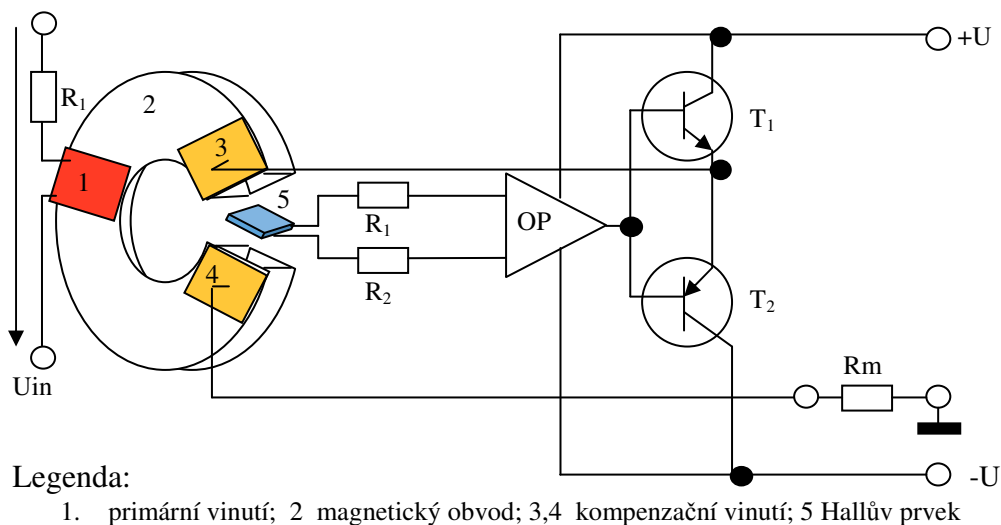 +U
R₁
2
T₁
3
1
5
R₁
OP
4
R₂
T₂
Rm
Uin
-U
Legenda:
1. primární vinutí; 2 magnetický obvod; 3,4 kompenzační vinutí; 5 Hallův prvek